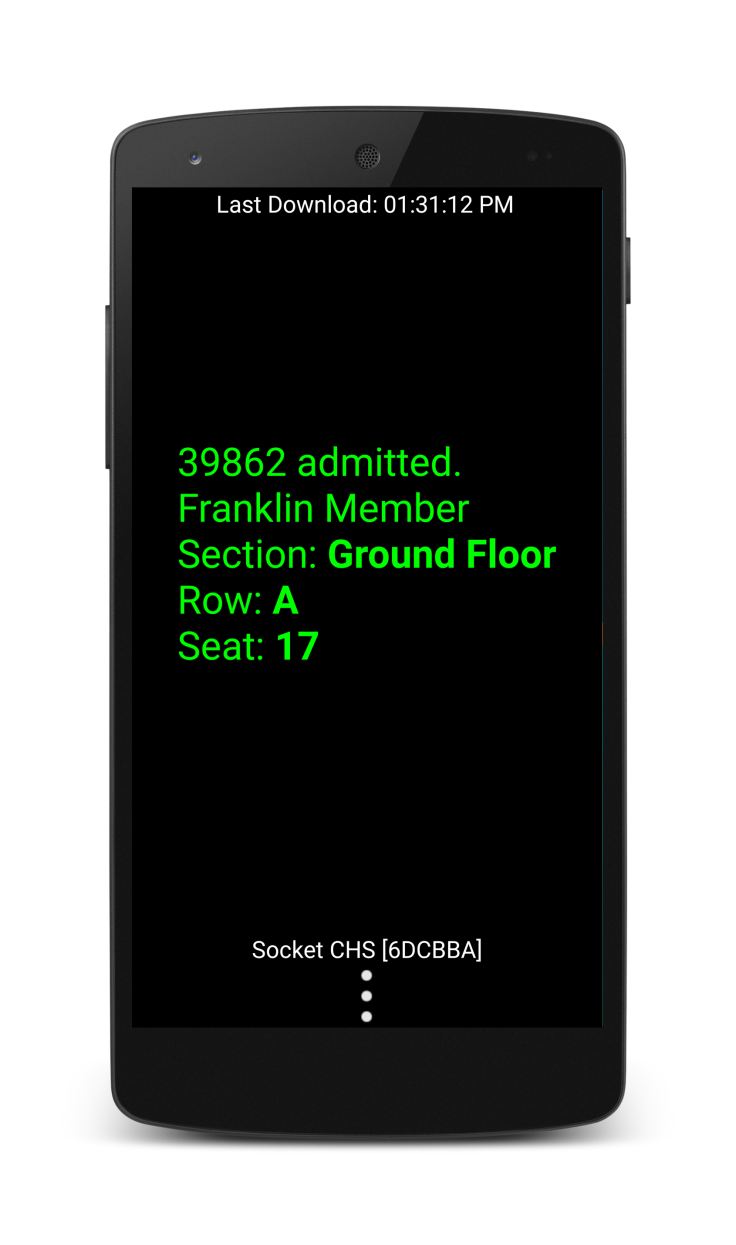 Last Download: 01:31:12 PM
39862 admitted.
Franklin Member
Section: Ground Floor
Row: A
Seat: 17
Socket CHS [6DCBBA]